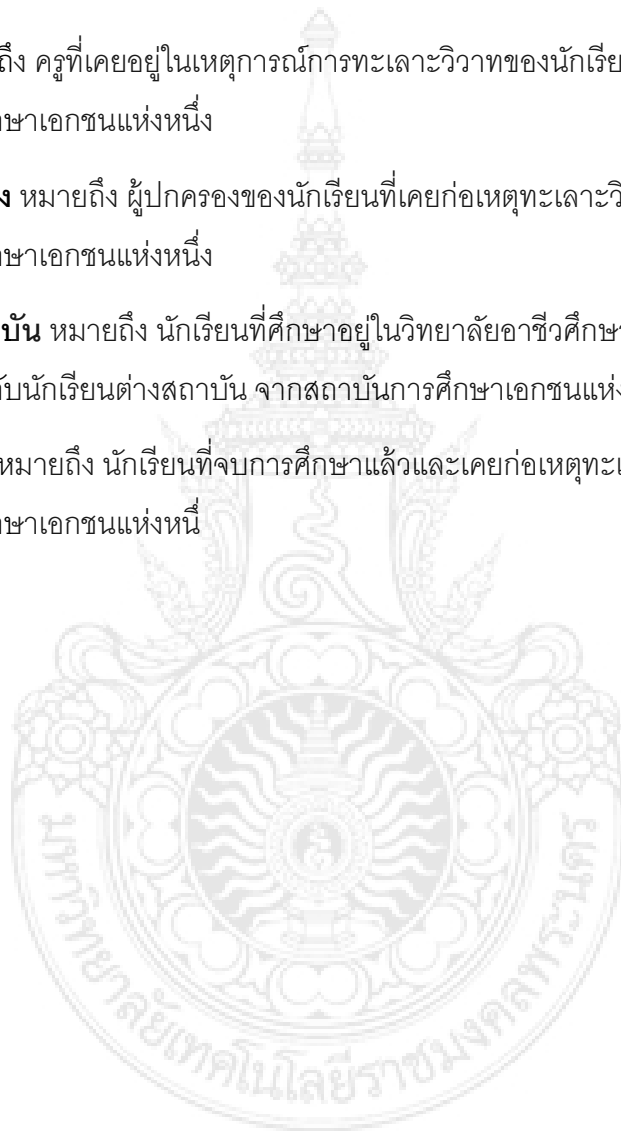 ถึง ครูที่เคยอยู่ในเหตุการณ์การทะเลาะวิวาทของนักเรีย
กษาเอกชนแห่งหนึ่ง
ง หมายถึง ผู้ปกครองของนักเรียนที่เคยก่อเหตุทะเลาะวิ
กษาเอกชนแห่งหนึ่ง
บัน หมายถึง นักเรียนที่ศึกษาอยู่ในวิทยาลัยอาชีวศึกษ
ับนักเรียนต่างสถาบัน จากสถาบันการศึกษาเอกชนแห่ง
หมายถึง นักเรียนที่จบการศึกษาแล้วและเคยก่อเหตุทะเ
กษาเอกชนแห่งหนึ่
มหาวิทยาลัยเทคโนโลยีราชมงคลพระนคร